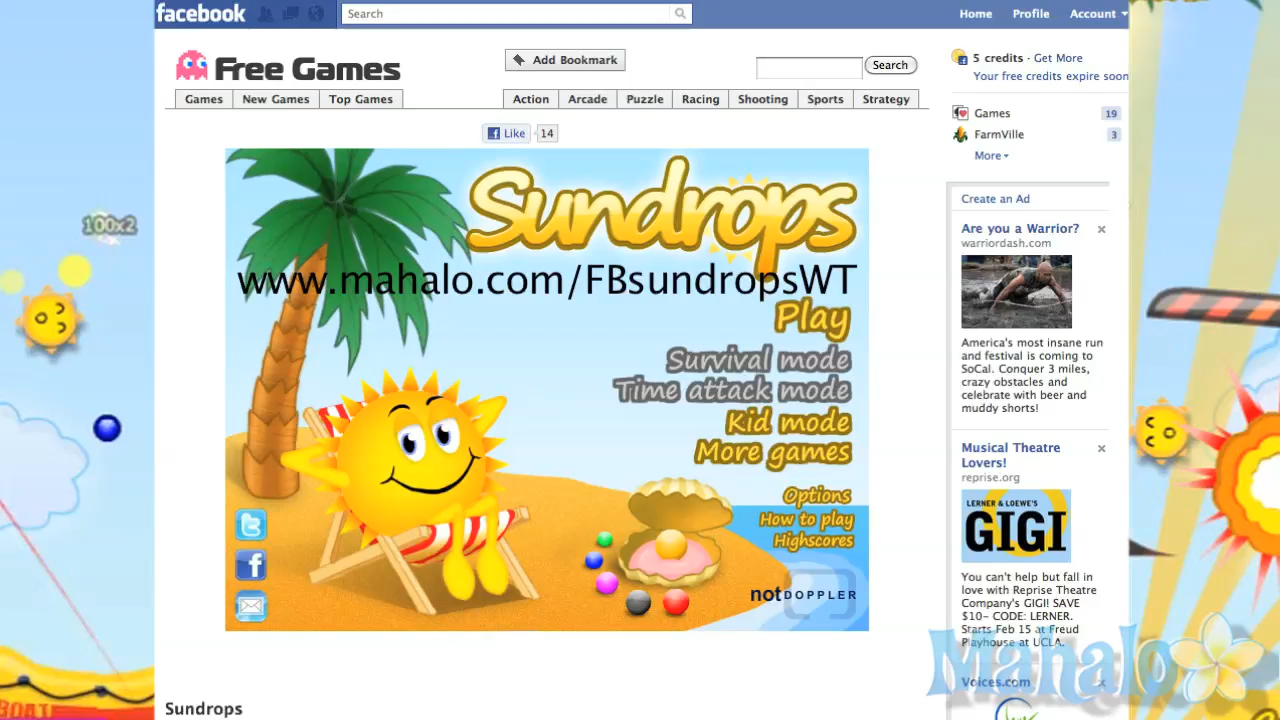 facebook
Search
Home Profile Account
Free Games
Add Bookmark
Search
5 credits · Get More
Your free credits expire soon
Games New Games Top Games
Action Arcade Puzzle Racing Shooting Sports Strategy
Games 19
FarmVille 3
More
Like 14
Sundrops
www.mahalo.com/FBsundropsWT
Play
Survival mode
Time attack mode
Kid mode
More games
Options
How to play
Highscores
notDOPPLER
Create an Ad
Are you a Warrior?
warriordash.com
America's most insane run
and festival is coming to
SoCal. Conquer 3 miles,
crazy obstacles and
celebrate with beer and
muddy shorts!
Musical Theatre
Lovers!
reprise.org
LERNER & LOEWE'S
GIGI
You can't help but fall in
love with Reprise Theatre
Company's GIGI! SAVE
$10- CODE: LERNER.
Starts Feb 15 at Freud
Playhouse at UCLA.
Voices.com
Sundrops
100x2
BOAT
Mahalo